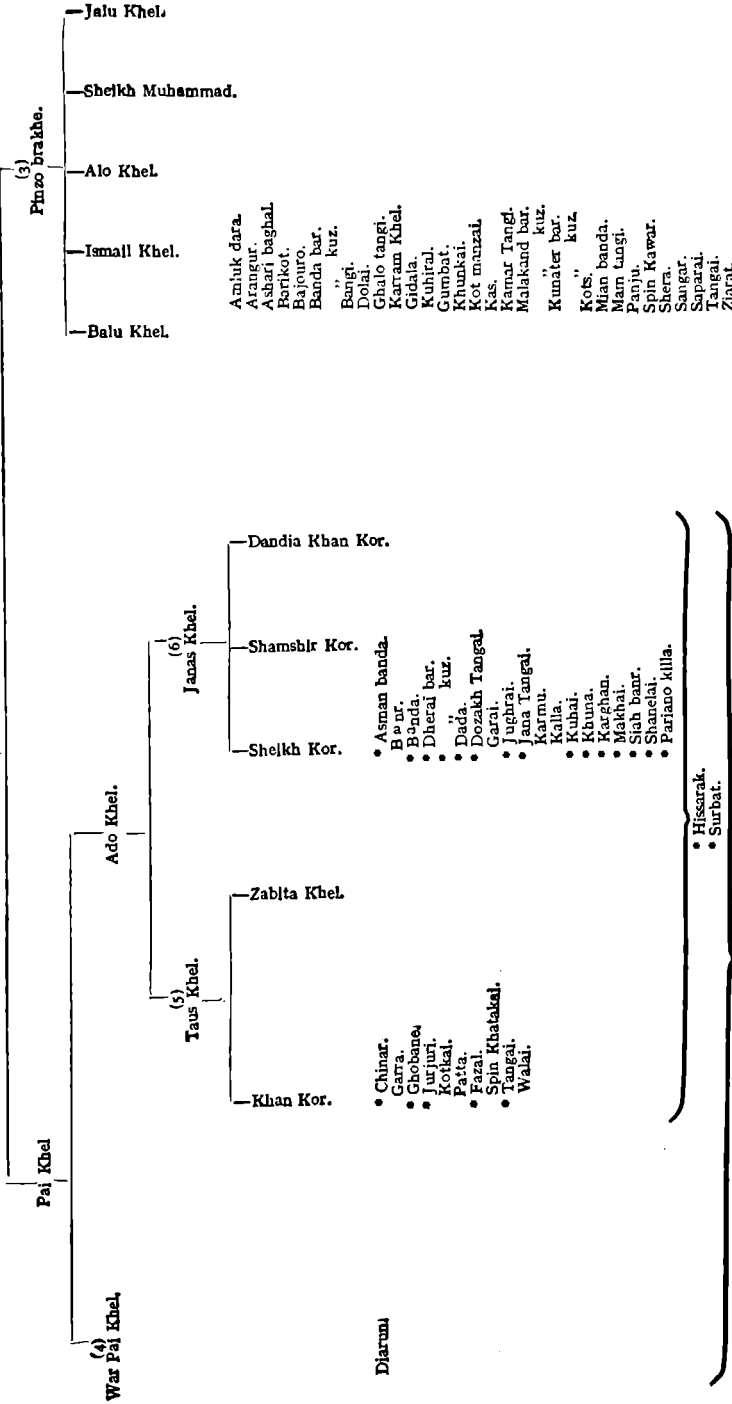 Pai Khel
(3)
Pinzo brakhe.
(4)
War Pai Khel.
Ado Khel.
(5)
Taus Khel.
(6)
Janas Khel.
Khan Kor.
Zabita Khel.
Sheikh Kor.
Shamshir Kor.
Dandia Khan Kor.
Balu Khel.
Ismail Khel.
Alo Khel.
Sheikh Muhammad.
Jalu Khel.
Diarun.
• Chinar.
Garra.
• Ghobane.
• Jurjuri.
Kotkai.
Patta.
• Fazal.
Spin Khatakai.
• Tangai.
Walai.
• Asman banda.
Banr.
• Banda.
• Dherai bar.
• „ kuz.
• Dada.
• Dozakh Tangai.
Garai.
• Jughrai.
• Jana Tangai.
Karmu.
Kalla.
• Kuhai.
• Khuna.
• Karghan.
• Makhai.
• Siah banr.
• Shanelai.
• Pariano killa.
Amluk dara.
Arangur.
Ashari baghal.
Barikot.
Bajouro.
Banda bar.
„ kuz.
Bangi.
Dolai.
Ghalo tangi.
Karram Khel.
Gidala.
Kuhiral.
Gumbat.
Khunkai.
Kot manzai.
Kas.
Kamar Tangi.
Malakand bar.
„ kuz.
Kunater bar.
„ kuz.
Kots.
Mian banda.
Mam tangi.
Panju.
Spin Kawar.
Shera.
Sangar.
Saparai.
Tangai.
Ziarat.
• Hissarak.
• Surbat.